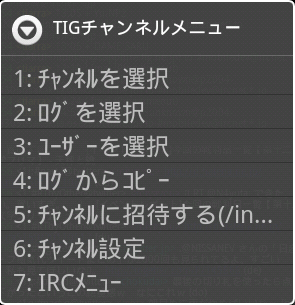 TIGチャンネルメニュー
1: ﾁｬﾝﾈﾙを選択
2: ﾛｸﾞを選択
3: ﾕｰｻﾞｰを選択
4: ﾛｸﾞからｺﾋﾟｰ
5: ﾁｬﾝﾈﾙに招待する(/in...
6: ﾁｬﾝﾈﾙ設定
7: IRCﾒﾆｭｰ